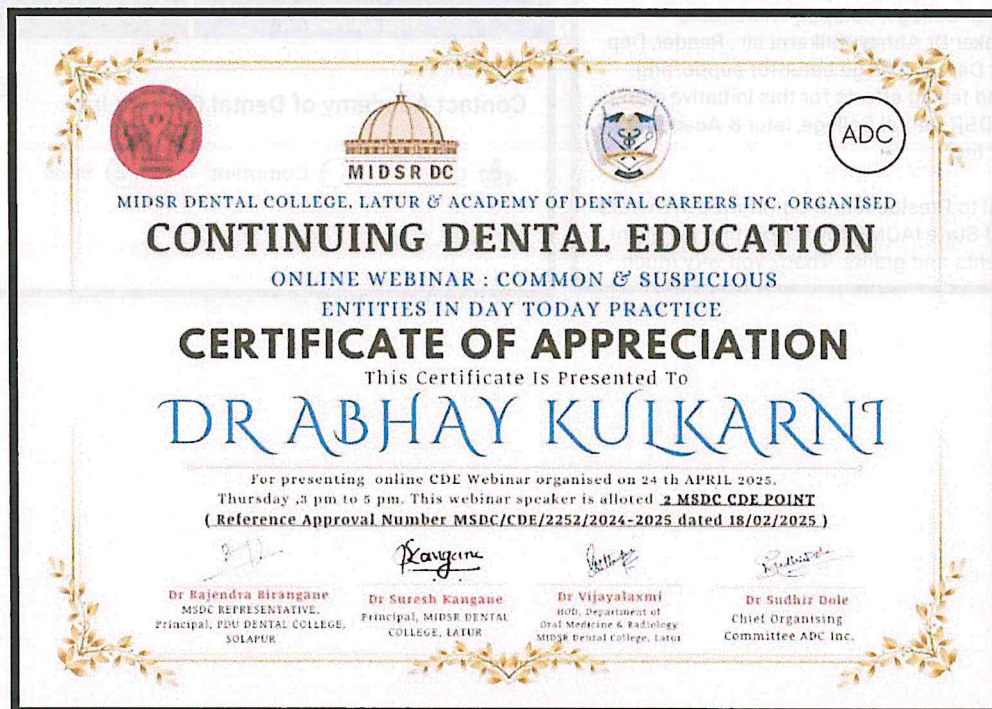 MIDSR DC
ADC
Inc.
MIDSR DENTAL COLLEGE, LATUR & ACADEMY OF DENTAL CAREERS INC. ORGANISED
CONTINUING DENTAL EDUCATION
ONLINE WEBINAR : COMMON & SUSPICIOUS
ENTITIES IN DAY TODAY PRACTICE
CERTIFICATE OF APPRECIATION
This Certificate Is Presented To
DR ABHAY KULKARNI
For presenting online CDE Webinar organised on 24 th APRIL 2025,
Thursday ,3 pm to 5 pm. This webinar speaker is alloted 2 MSDC CDE POINT
( Reference Approval Number MSDC/CDE/2252/2024-2025 dated 18/02/2025 )
Kangane
Dr Rajendra Birangane
MSDC REPRESENTATIVE,
Principal, PDU DENTAL COLLEGE,
SOLAPUR
Dr Suresh Kangane
Principal, MIDSR DENTAL
COLLEGE, LATUR
Dr Vijayalaxmi
HOD, Department of
Oral Medicine & Radiology
MIDSR Dental College, Latur
Dr Sudhir Dole
Chief Organising
Committee ADC Inc.